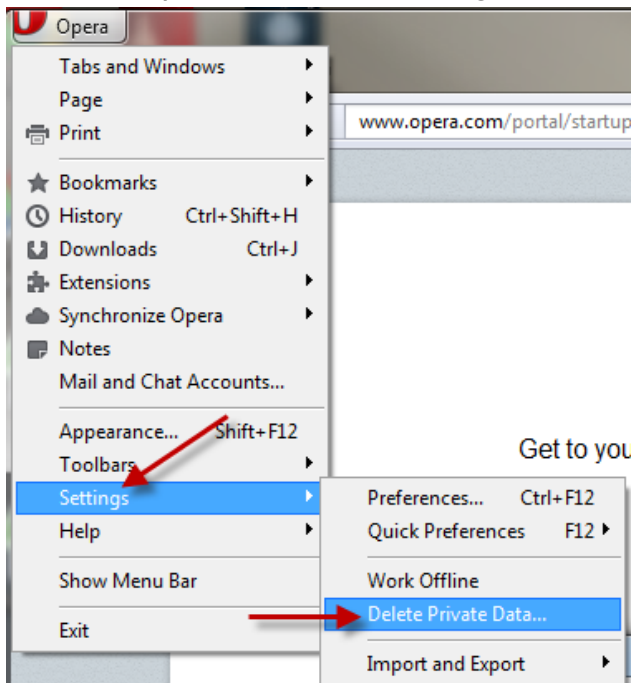 Opera
Tabs and Windows
Page
Print
www.opera.com/portal/startup
Bookmarks
History Ctrl+Shift+H
Downloads Ctrl+J
Extensions
Synchronize Opera
Notes
Mail and Chat Accounts...
Appearance... Shift+F12
Toolbars
Get to you
Settings
Help
Show Menu Bar
Exit
Preferences... Ctrl+F12
Quick Preferences F12
Work Offline
Delete Private Data...
Import and Export